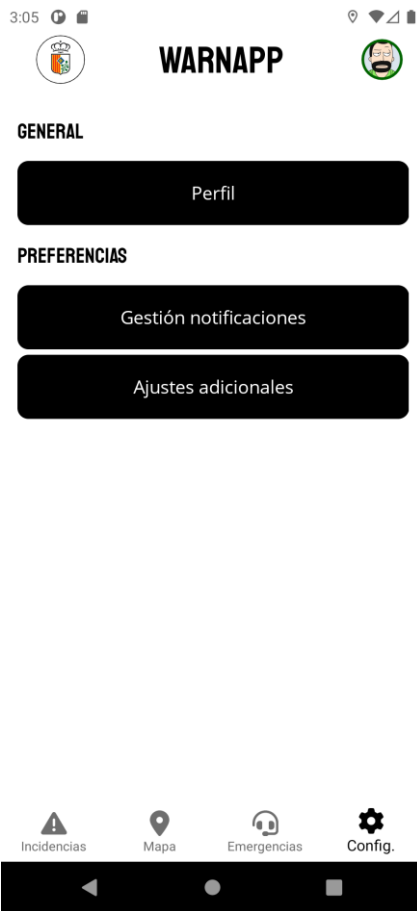 3:05
WARNAPP
GENERAL
Perfil
PREFERENCIAS
Gestión notificaciones
Ajustes adicionales
Incidencias
Mapa
Emergencias
Config.